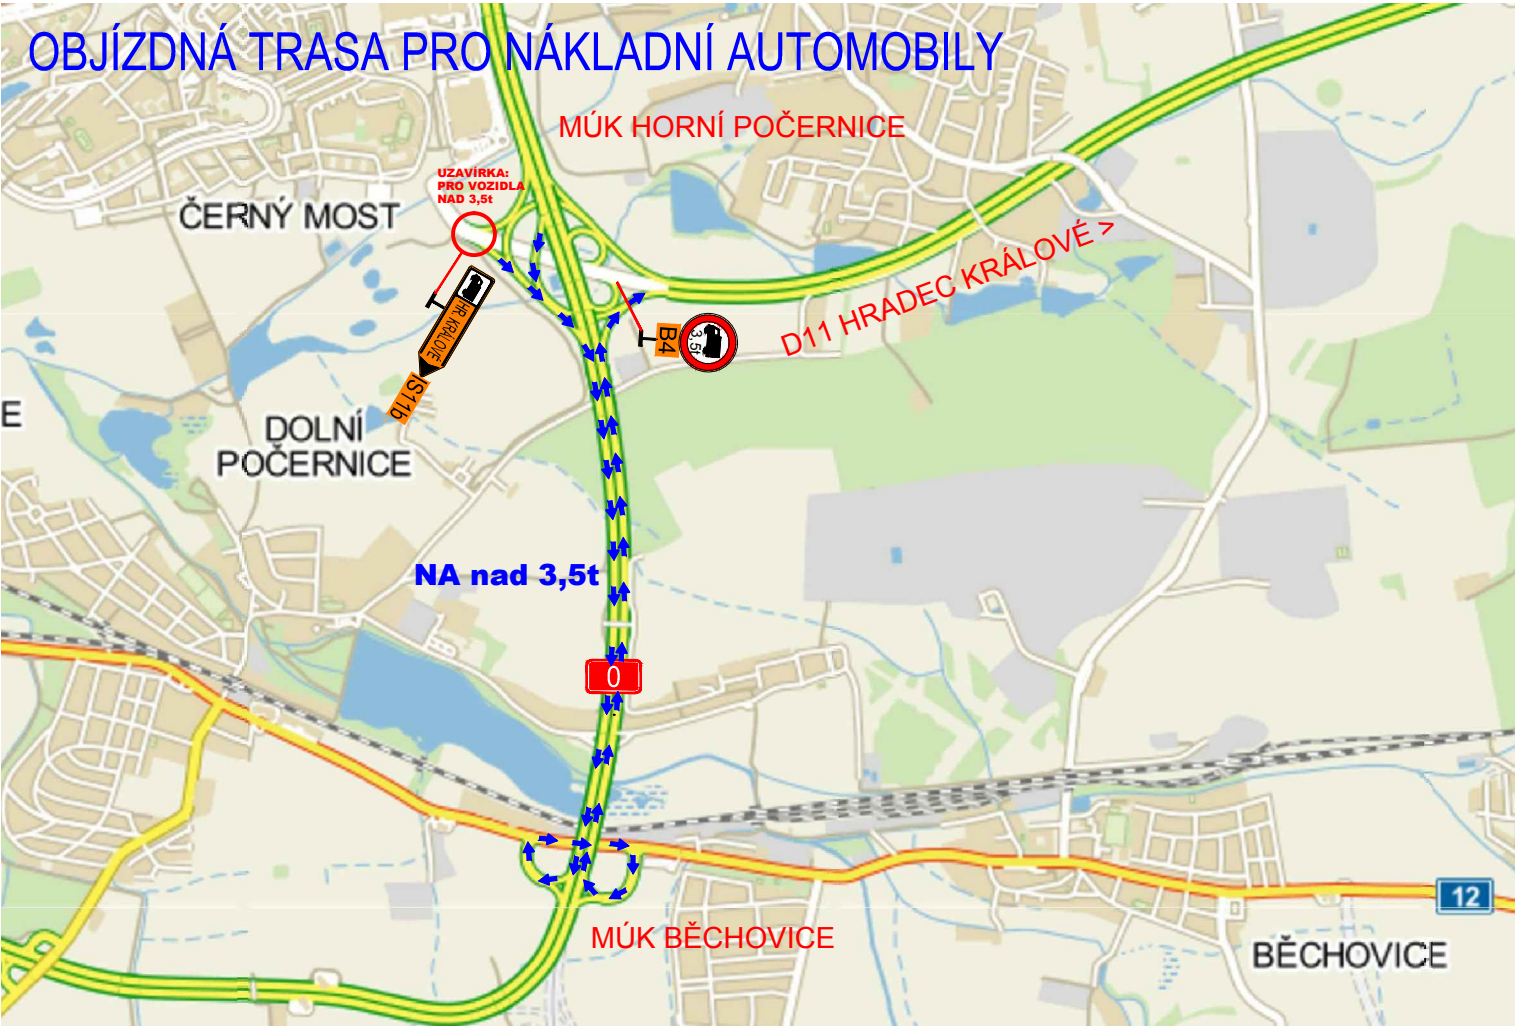 OBJÍZDNÁ TRASA PRO NÁKLADNÍ AUTOMOBILY
MÚK HORNÍ POČERNICE
UZAVÍRKA:
PRO VOZIDLA
NAD 3,5t
ČERNÝ MOST
D11 HRADEC KRÁLOVÉ >
HR. KRÁLOVÉ
IS11b
B4
3,5t
E
DOLNÍ
POČERNICE
NA nad 3,5t
0
12
MÚK BĚCHOVICE
BĚCHOVICE